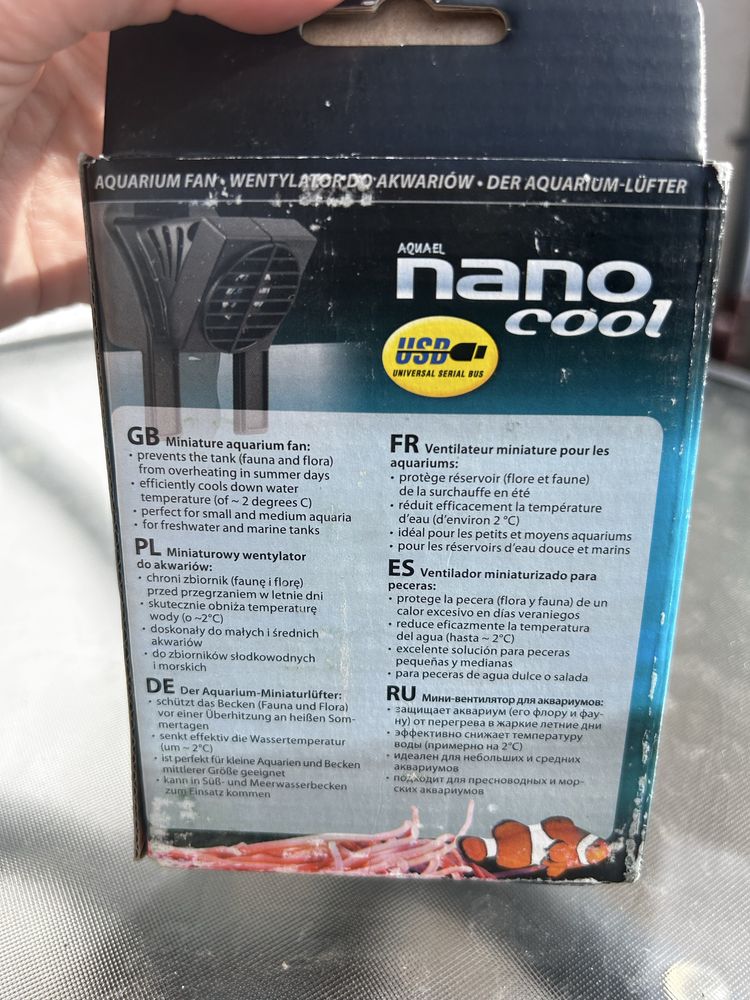 AQUARIUM FAN • WENTYLATOR DO AKWARIÓW • DER AQUARIUM-LÜFTER
AQUAEL
nano
cool
USB
UNIVERSAL SERIAL BUS
GB Miniature aquarium fan:
• prevents the tank (fauna and flora)
from overheating in summer days
• efficiently cools down water
temperature (of ~ 2 degrees C)
• perfect for small and medium aquaria
• for freshwater and marine tanks
PL Miniaturowy wentylator
do akwariów:
• chroni zbiornik (faunę i florę)
przed przegrzaniem w letnie dni
• skutecznie obniża temperaturę
wody (o ~2°C)
• doskonały do małych i średnich
akwariów
• do zbiorników słodkowodnych
i morskich
DE Der Aquarium-Miniaturlüfter:
• schützt das Becken (Fauna und Flora)
vor einer Überhitzung an heißen Som-
mertagen
• senkt effektiv die Wassertemperatur
(um ~ 2°C)
• ist perfekt für kleine Aquarien und Becken
mittlerer Größe geeignet
• kann in Süß- und Meerwasserbecken
zum Einsatz kommen
FR Ventilateur miniature pour les
aquariums:
• protège réservoir (flore et faune)
de la surchauffe en été
• réduit efficacement la température
d'eau (d'environ 2 °C)
• idéal pour les petits et moyens aquariums
• pour les réservoirs d'eau douce et marins
ES Ventilador miniaturizado para
peceras:
• protege la pecera (flora y fauna) de un
calor excesivo en días veraniegos
• reduce eficazmente la temperatura
del agua (hasta ~ 2°C)
• excelente solución para peceras
pequeñas y medianas
• para peceras de agua dulce o salada
RU Мини-вентилятор для аквариумов:
• защищает аквариум (его флору и фау-
ну) от перегрева в жаркие летние дни
• эффективно снижает температуру
воды (примерно на 2°C)
• идеален для небольших и средних
аквариумов
• подходит для пресноводных и мор-
ских аквариумов